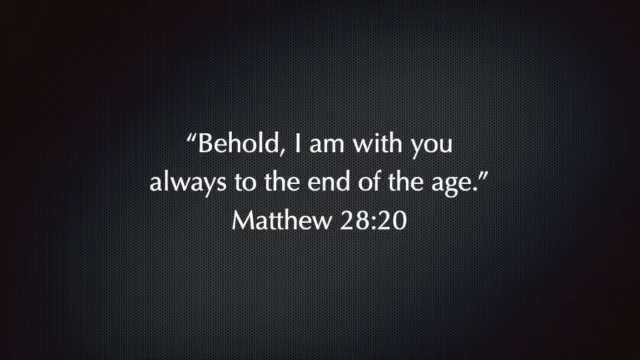 “Behold, I am with you
always to the end of the age.”
Matthew 28:20